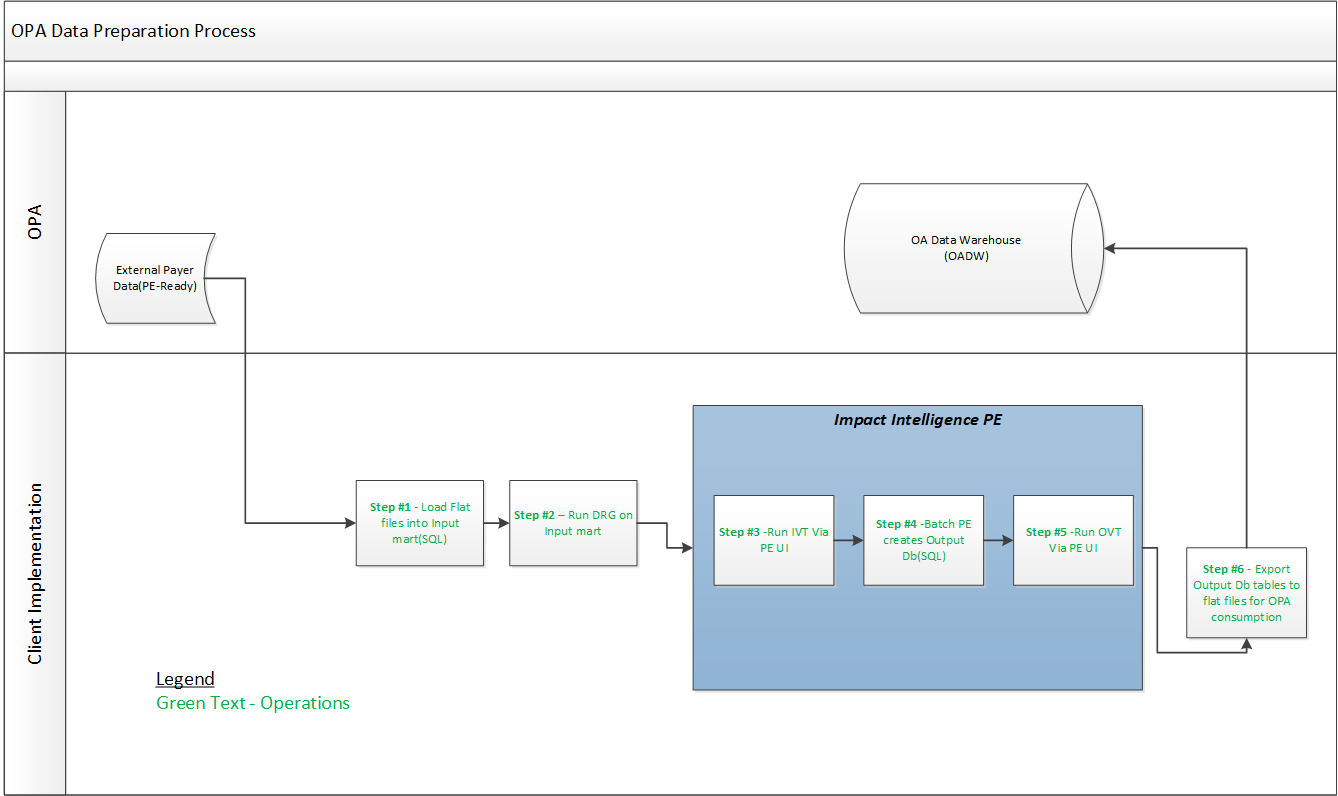 OPA Data Preparation Process
OPA
External Payer
Data(PE-Ready)
OA Data Warehouse
(OADW)
Client Implementation
Step #1 - Load Flat
files into Input
mart(SQL)
Step #2 – Run DRG on
Input mart
Impact Intelligence PE
Step #3 -Run IVT Via
PE UI
Step #4 -Batch PE
creates Output
Db(SQL)
Step #5 -Run OVT
Via PE UI
Step #6 - Export
Output Db tables to
flat files for OPA
consumption
Legend
Green Text - Operations